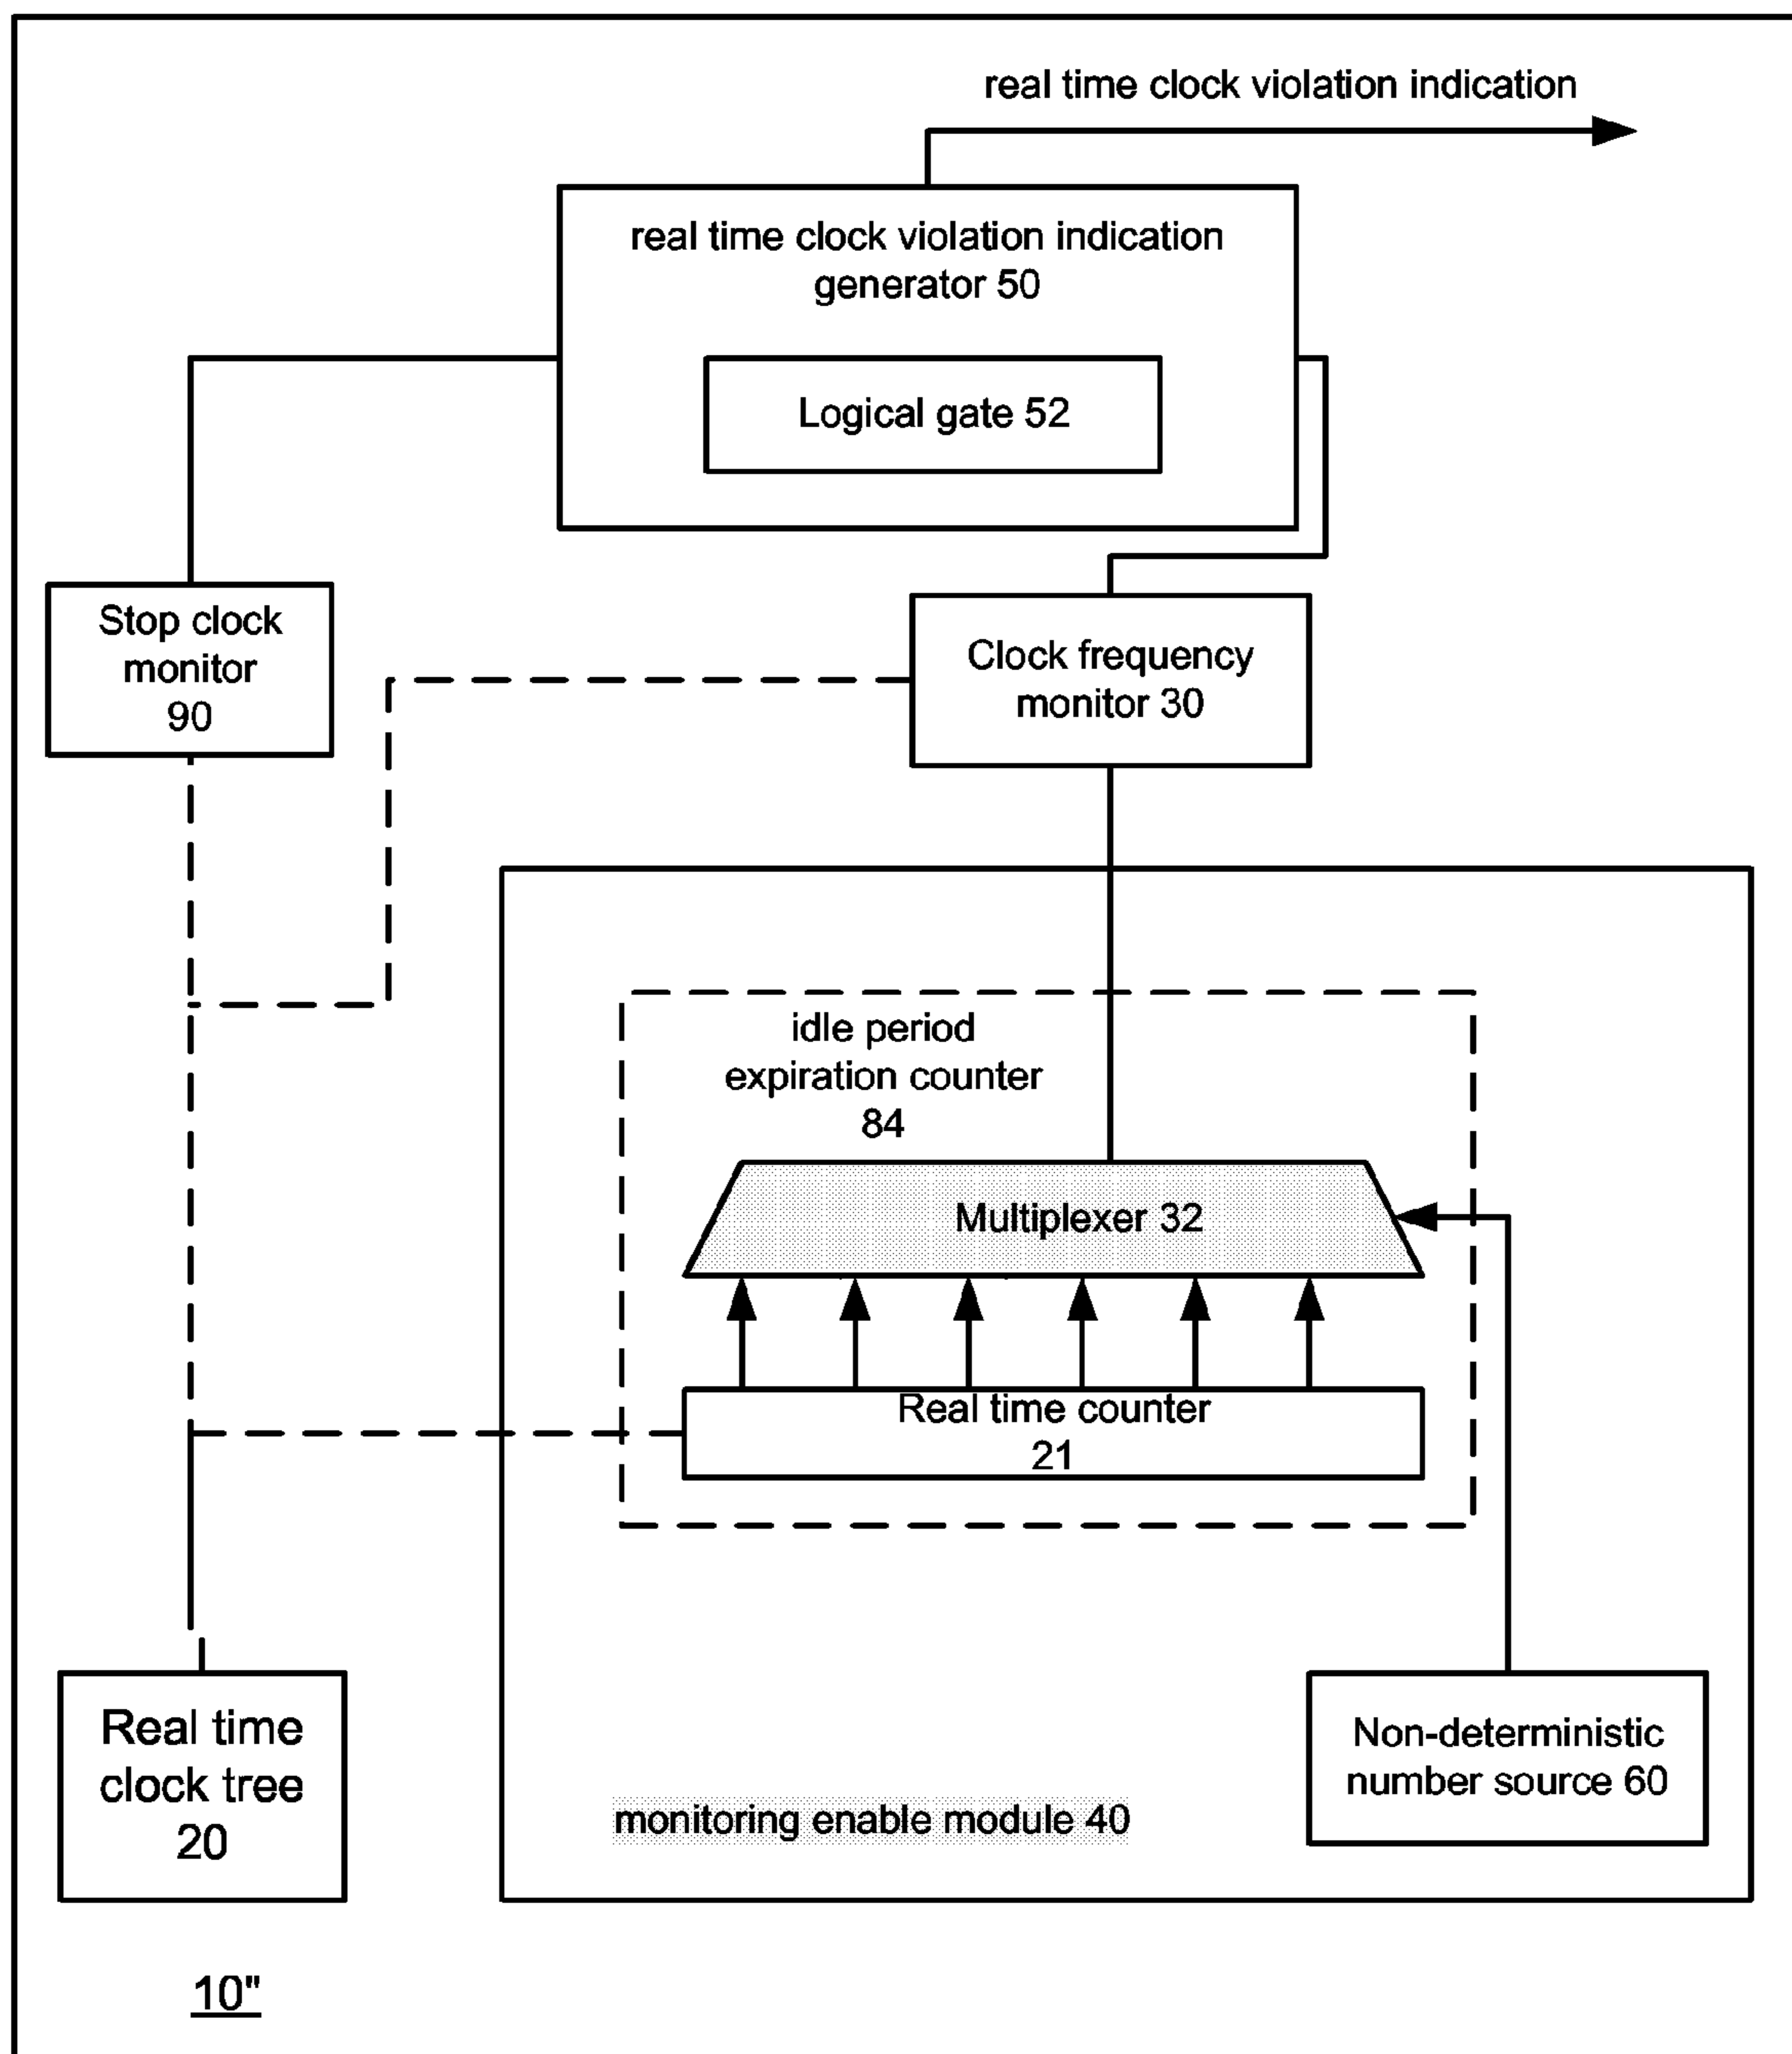 real time clock violation indication
real time clock violation indication
generator 50
Logical gate 52
Stop clock
monitor
90
Clock frequency
monitor 30
idle period
expiration counter
84
Multiplexer 32
Real time counter
21
Real time
clock tree
20
Non-deterministic
number source 60
monitoring enable module 40
10"